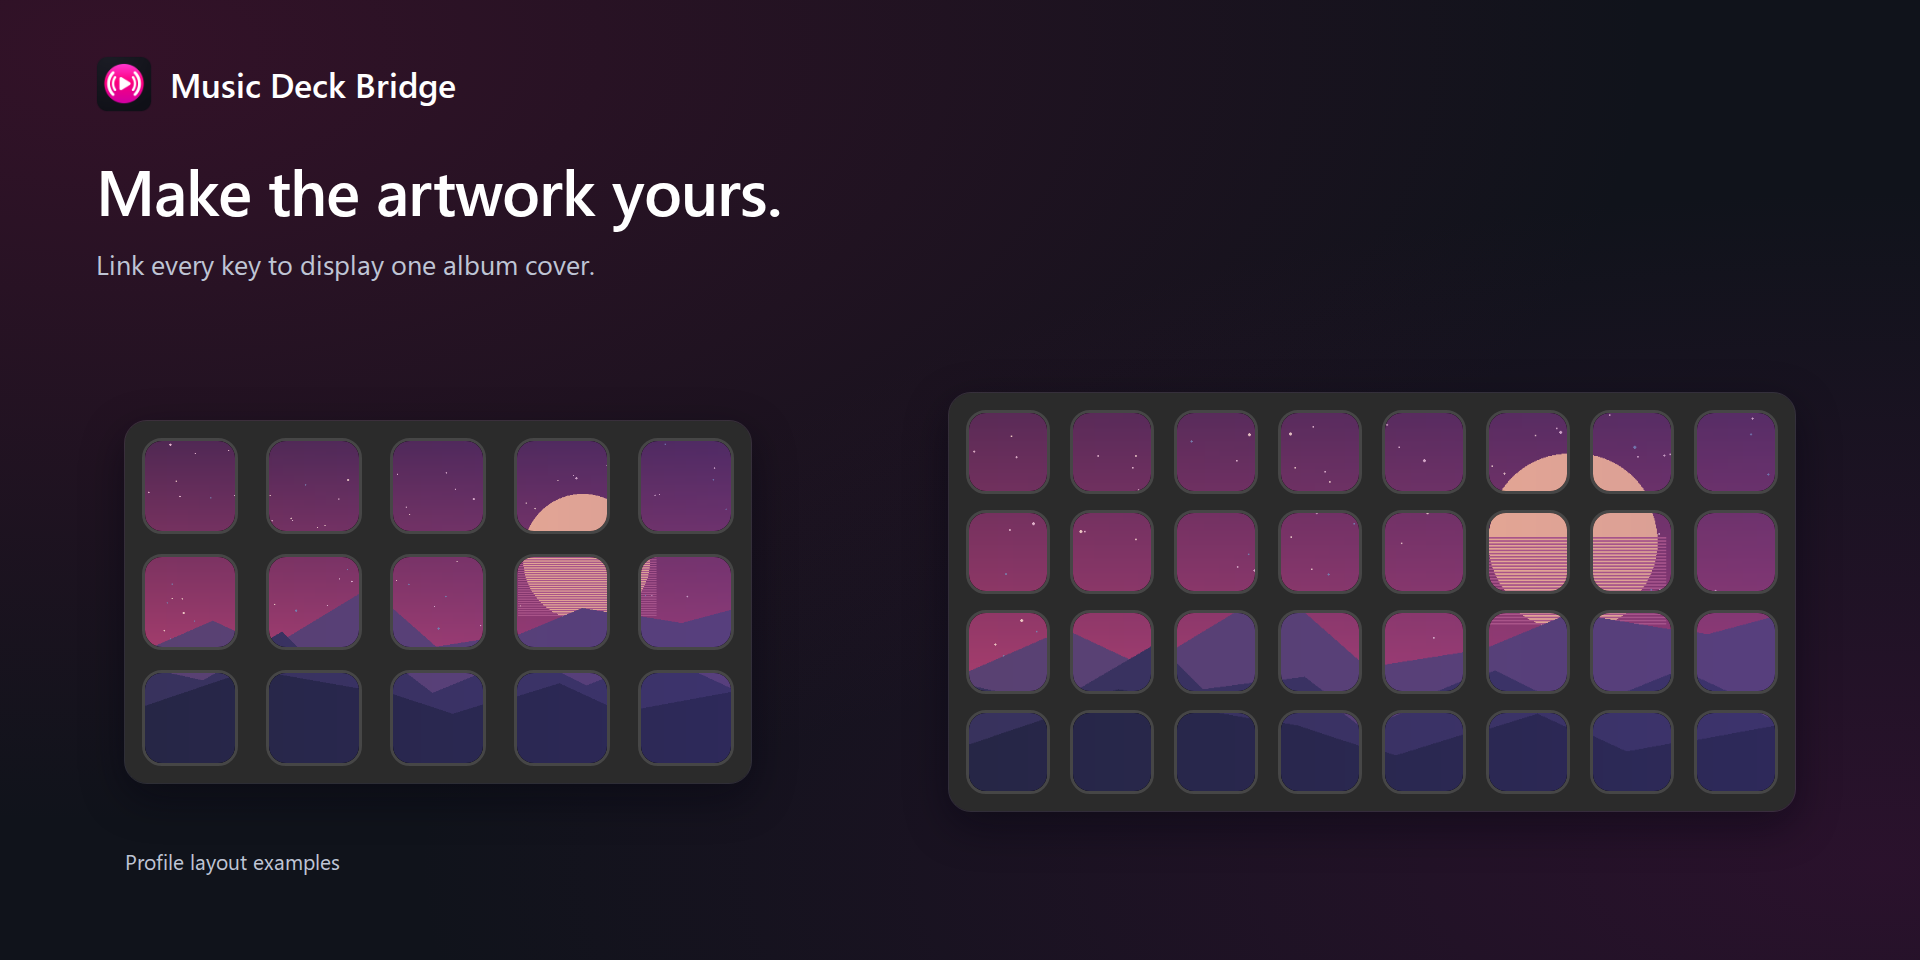 Music Deck Bridge
Make the artwork yours.
Link every key to display one album cover.
Profile layout examples